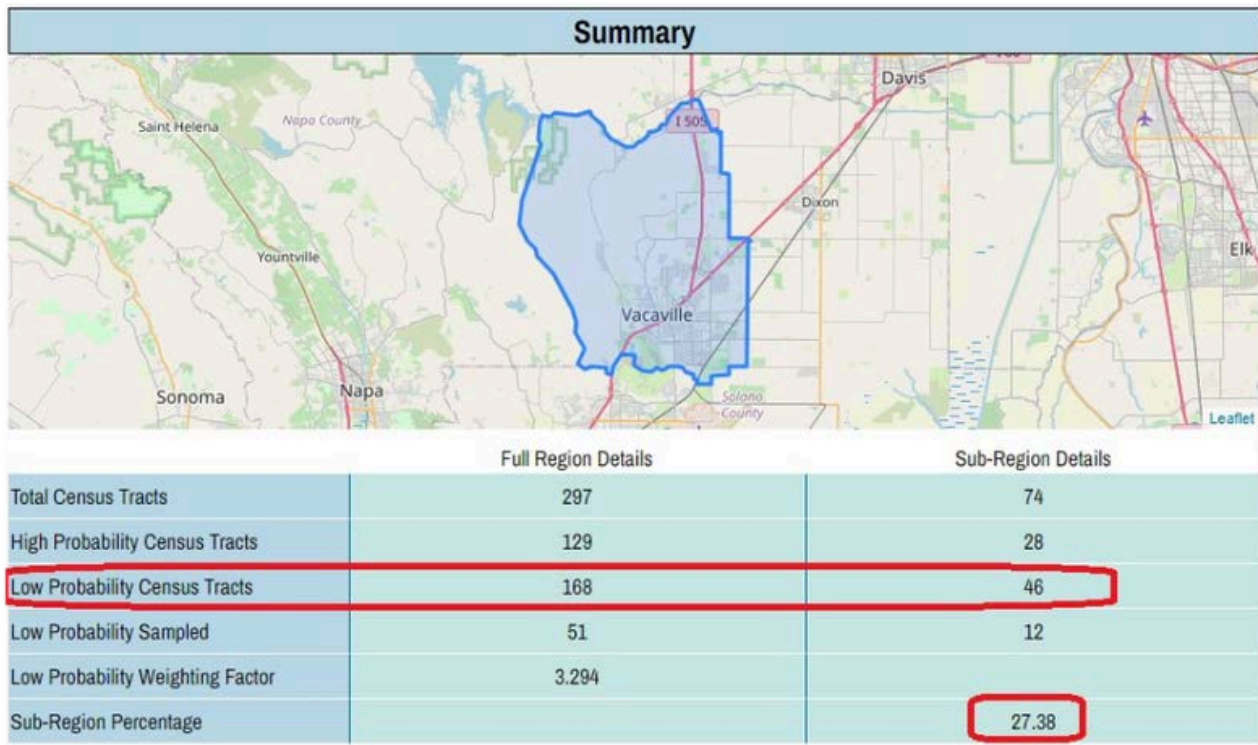 Summary
Davis
Saint Helena
Napa County
I 505
Dixon
Elk
Yountville
Vacaville
Napa
Sonoma
Solano
County
Leaflet
Full Region Details Sub-Region Details
Total Census Tracts 297 74
High Probability Census Tracts 129 28
Low Probability Census Tracts 168 46
Low Probability Sampled 51 12
Low Probability Weighting Factor 3.294
Sub-Region Percentage 27.38